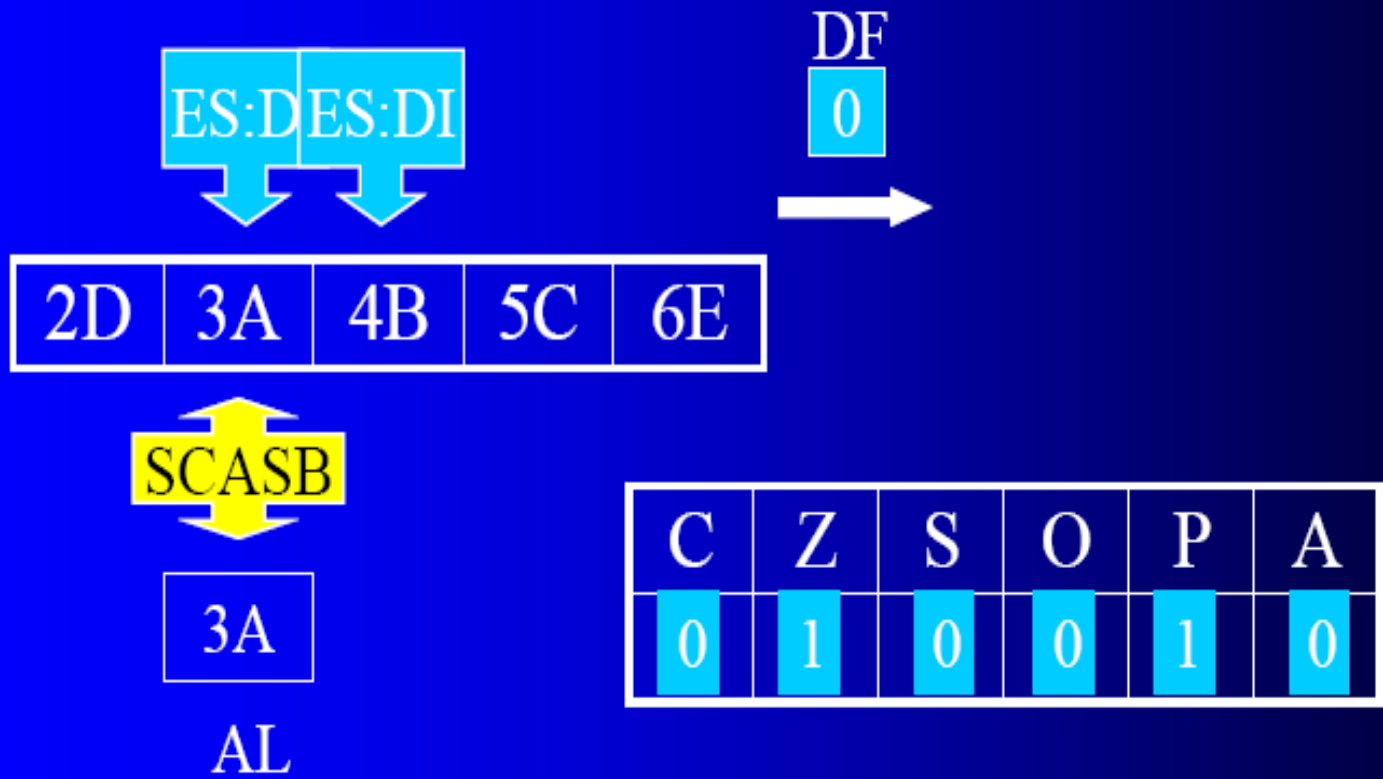 DF
ES:D ES:DI 0
2D 3A 4B 5C 6E
SCASB
C Z S O P A
3A 0 1 0 0 1 0
AL